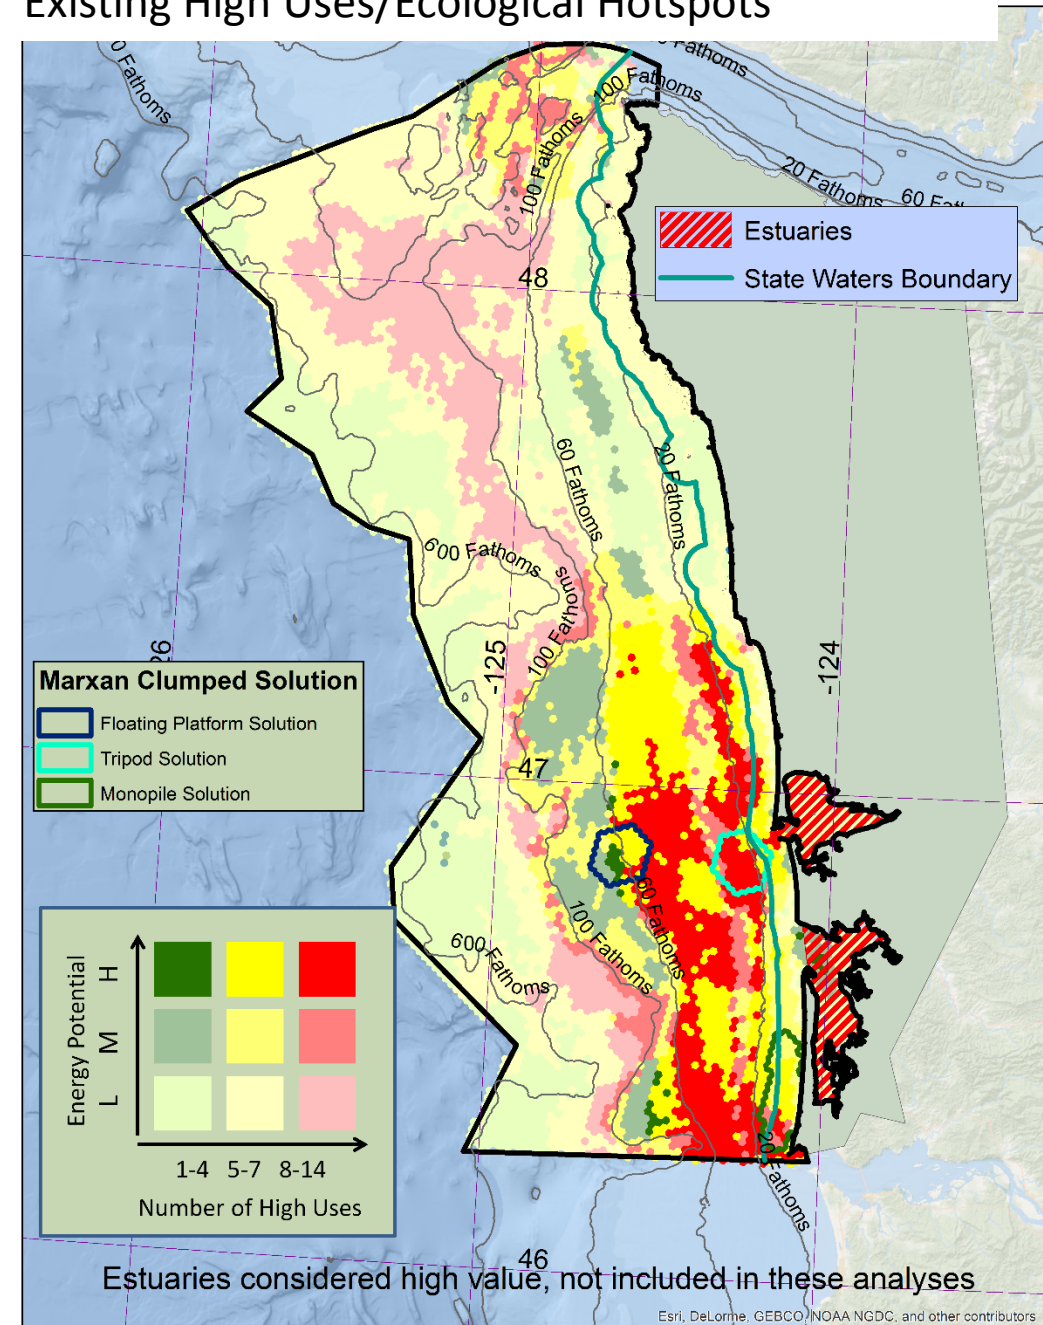 Existing High Uses/Ecological Hotspots
0 Fathoms
Fathoms
100 Fathoms
20 Fathoms
60
100 Fathoms
Estuaries
State Waters Boundary
48
60 Fathoms
20 Fathoms
600 Fathoms
100 Fathoms
-125
-124
Marxan Clumped Solution
Floating Platform Solution
Tripod Solution
Monopile Solution
47
60 Fathoms
100 Fathoms
600 Fathoms
Energy Potential
H
M
L
1-4 5-7 8-14
Number of High Uses
20 Fathoms
46
Estuaries considered high value, not included in these analyses
Esri, DeLorme, GEBCO, NOAA NGDC, and other contributors